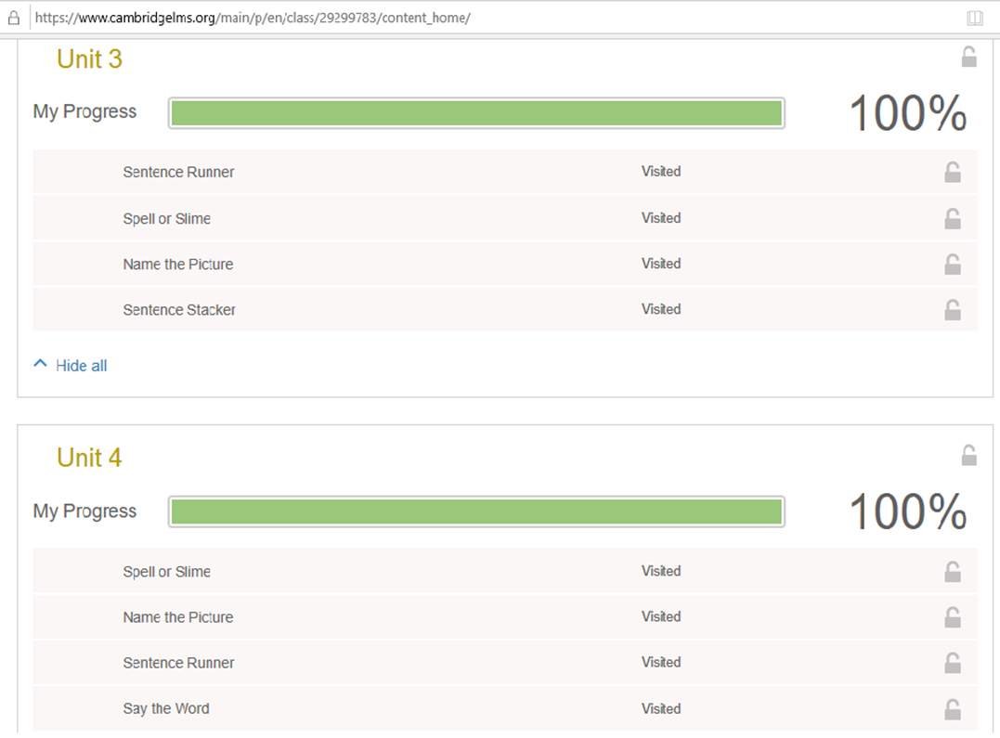 https://www.cambridgelms.org/main/p/en/class/29299783/content_home/
Unit 3
My Progress 100%
Sentence Runner Visited
Spell or Slime Visited
Name the Picture Visited
Sentence Stacker Visited
Hide all
Unit 4
My Progress 100%
Spell or Slime Visited
Name the Picture Visited
Sentence Runner Visited
Say the Word Visited